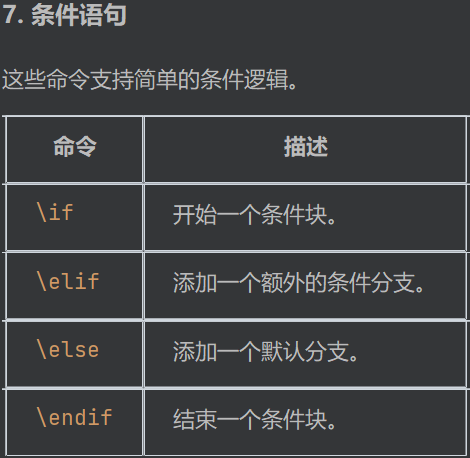 7. 条件语句
这些命令支持简单的条件逻辑。
命令 描述
\if 开始一个条件块。
\elif 添加一个额外的条件分支。
\else 添加一个默认分支。
\endif 结束一个条件块。